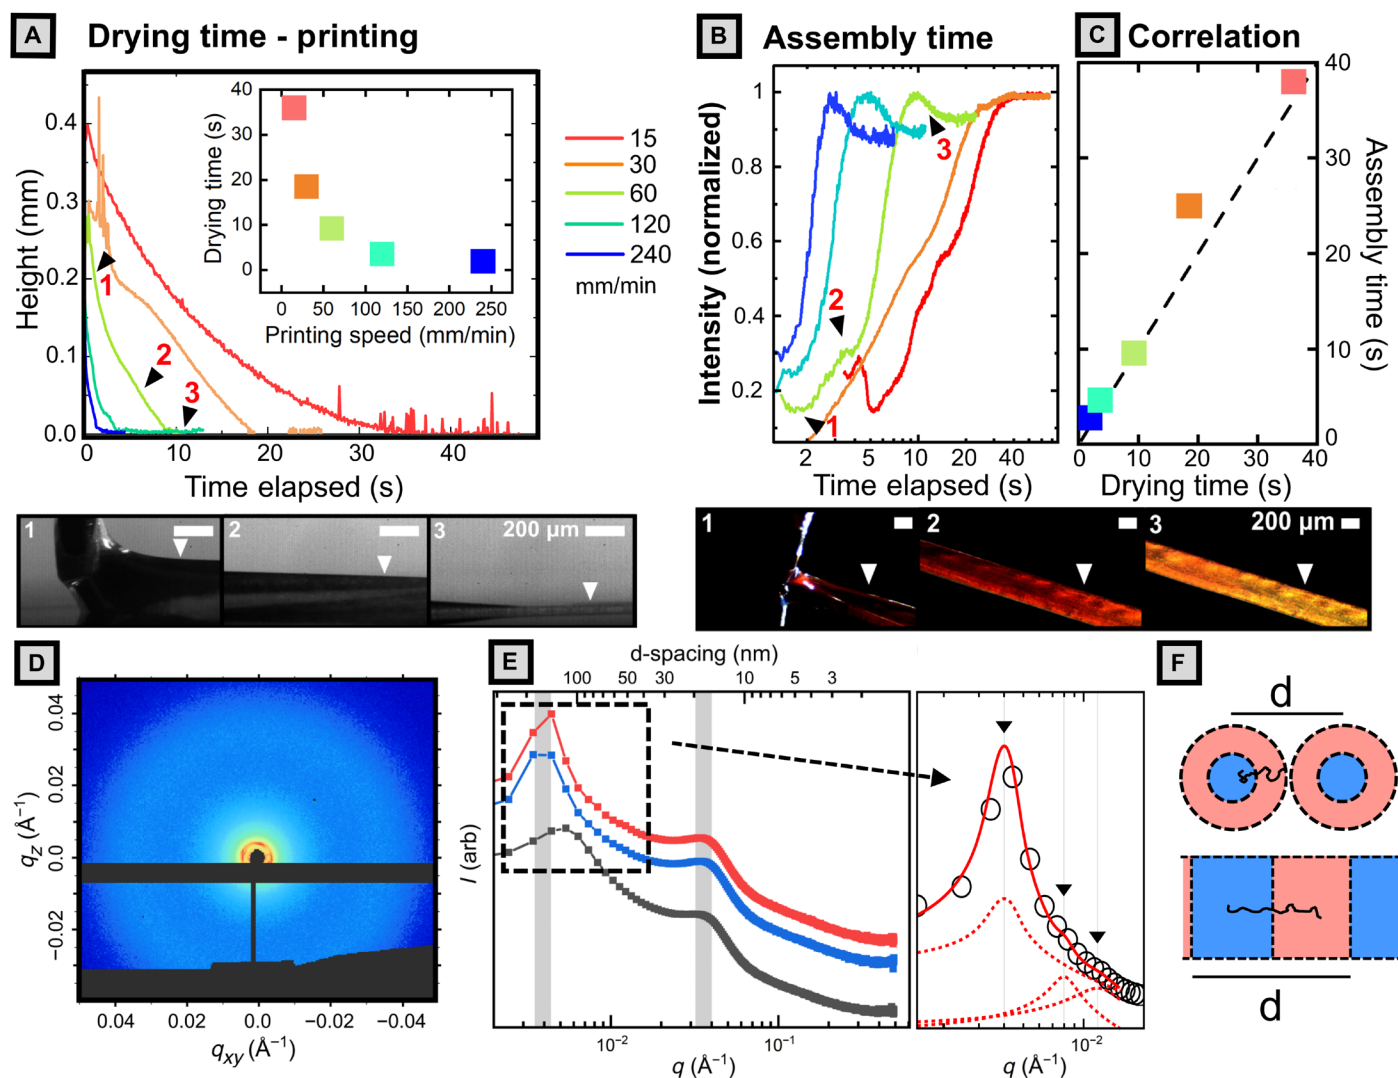 A Drying time - printing
Height (mm)
0.4
0.3
0.2
0.1
0.0
0 10 20 30 40
Time elapsed (s)
Drying time (s)
40
30
20
10
0
0 50 100 150 200 250
Printing speed (mm/min)
1
2
3
15
30
60
120
240
mm/min
1 2 3 200 µm
B Assembly time
Intensity (normalized)
1
0.8
0.6
0.4
0.2
2 5 10 20 50
Time elapsed (s)
1
2
3
C Correlation
40
30
20
10
0
Assembly time (s)
0 10 20 30 40
Drying time (s)
1 2 3 200 µm
D
qz (Å−1)
0.04
0.02
0.0
−0.02
0.04 0.02 0.0 −0.02 −0.04
qxy (Å−1)
E
d-spacing (nm)
100 50 30 10 5 3
I (arb)
10−2 10−1
q (Å−1)
10−2
q (Å−1)
F
d
d